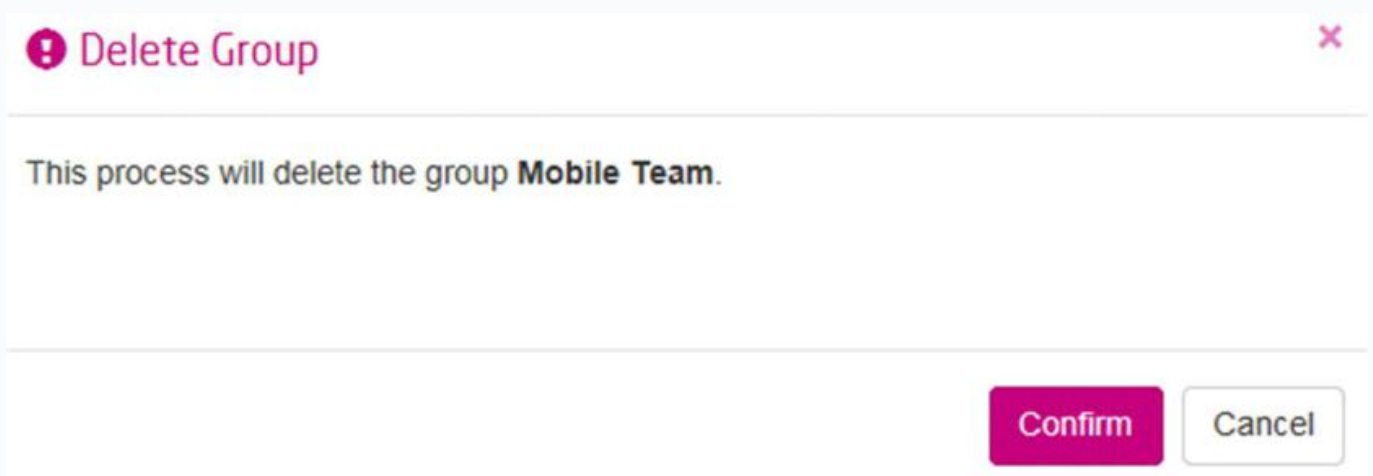 Delete Group
This process will delete the group Mobile Team.
Confirm Cancel